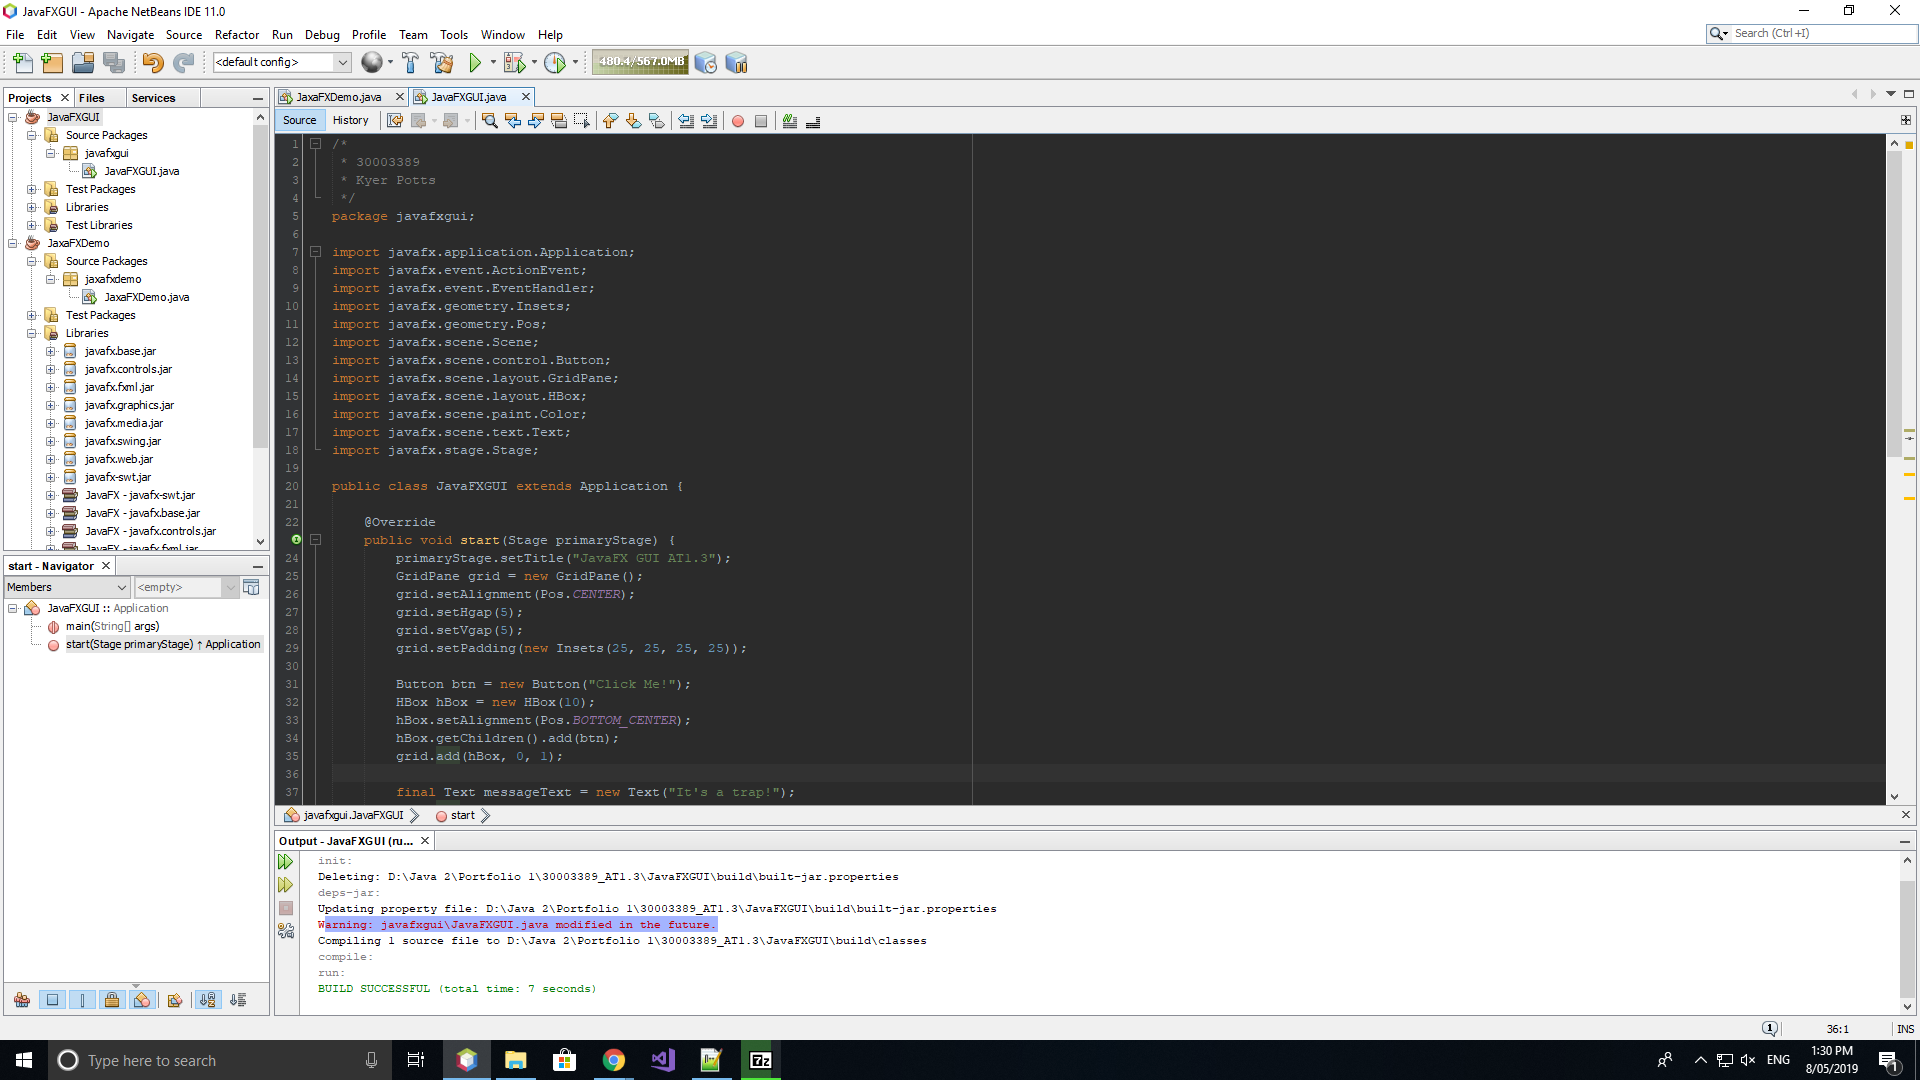 JavaFXGUI - Apache NetBeans IDE 11.0
File Edit View Navigate Source Refactor Run Debug Profile Team Tools Window Help
Search (Ctrl+I)
<default config>
480.4/567.0MB
Projects Files Services
JavaFXGUI
Source Packages
javafxgui
JavaFXGUI.java
Test Packages
Libraries
Test Libraries
JaxaFXDemo
Source Packages
jaxafxdemo
JaxaFXDemo.java
Test Packages
Libraries
javafx.base.jar
javafx.controls.jar
javafx.fxml.jar
javafx.graphics.jar
javafx.media.jar
javafx.swing.jar
javafx.web.jar
javafx-swt.jar
JavaFX - javafx-swt.jar
JavaFX - javafx.base.jar
JavaFX - javafx.controls.jar
JavaFX - javafx.fxml.jar
start - Navigator
Members <empty>
JavaFXGUI :: Application
main(String[] args)
start(Stage primaryStage) ↑ Application
JaxaFXDemo.java JavaFXGUI.java
Source History
1 /*
2 * 30003389
3 * Kyer Potts
4 */
5 package javafxgui;
6
7 import javafx.application.Application;
8 import javafx.event.ActionEvent;
9 import javafx.event.EventHandler;
10 import javafx.geometry.Insets;
11 import javafx.geometry.Pos;
12 import javafx.scene.Scene;
13 import javafx.scene.control.Button;
14 import javafx.scene.layout.GridPane;
15 import javafx.scene.layout.HBox;
16 import javafx.scene.paint.Color;
17 import javafx.scene.text.Text;
18 import javafx.stage.Stage;
19
20 public class JavaFXGUI extends Application {
21
22 @Override
public void start(Stage primaryStage) {
24 primaryStage.setTitle("JavaFX GUI AT1.3");
25 GridPane grid = new GridPane();
26 grid.setAlignment(Pos.CENTER);
27 grid.setHgap(5);
28 grid.setVgap(5);
29 grid.setPadding(new Insets(25, 25, 25, 25));
30
31 Button btn = new Button("Click Me!");
32 HBox hBox = new HBox(10);
33 hBox.setAlignment(Pos.BOTTOM_CENTER);
34 hBox.getChildren().add(btn);
35 grid.add(hBox, 0, 1);
36
37 final Text messageText = new Text("It's a trap!");
javafxgui.JavaFXGUI start
Output - JavaFXGUI (ru...
init:
Deleting: D:\Java 2\Portfolio 1\30003389_AT1.3\JavaFXGUI\build\built-jar.properties
deps-jar:
Updating property file: D:\Java 2\Portfolio 1\30003389_AT1.3\JavaFXGUI\build\built-jar.properties
Warning: javafxgui\JavaFXGUI.java modified in the future.
Compiling 1 source file to D:\Java 2\Portfolio 1\30003389_AT1.3\JavaFXGUI\build\classes
compile:
run:
BUILD SUCCESSFUL (total time: 7 seconds)
1 36:1 INS
Type here to search
7z
ENG
1:30 PM
8/05/2019
1